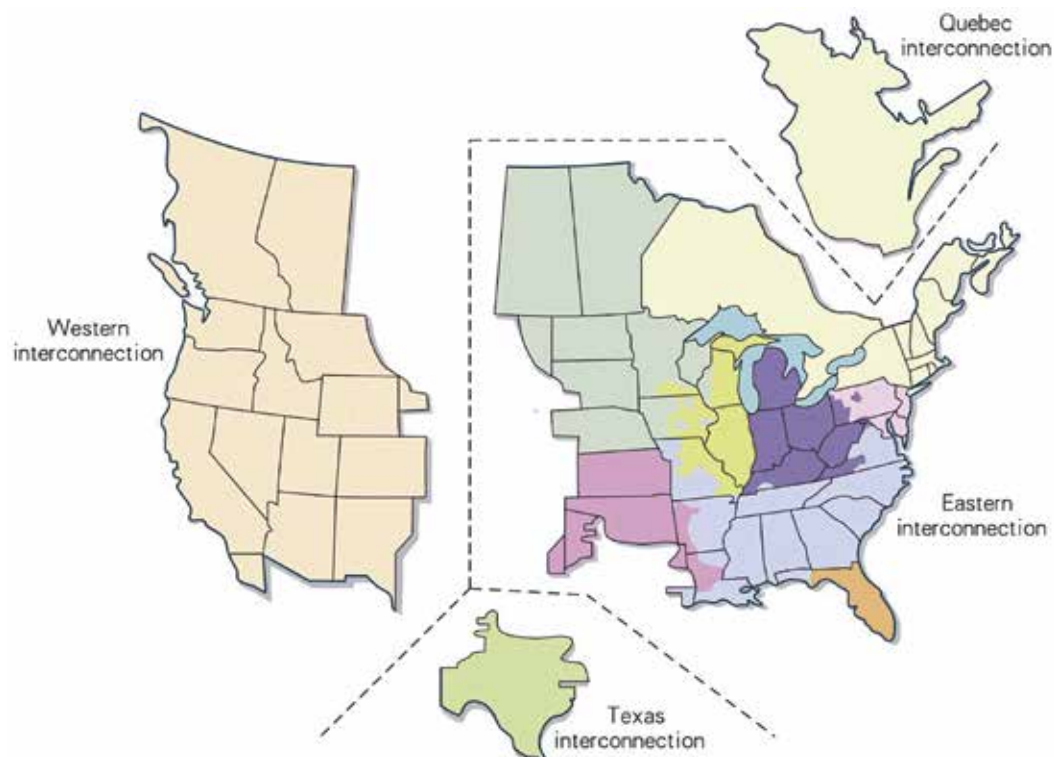 Quebec
interconnection
Western
interconnection
Eastern
interconnection
Texas
interconnection